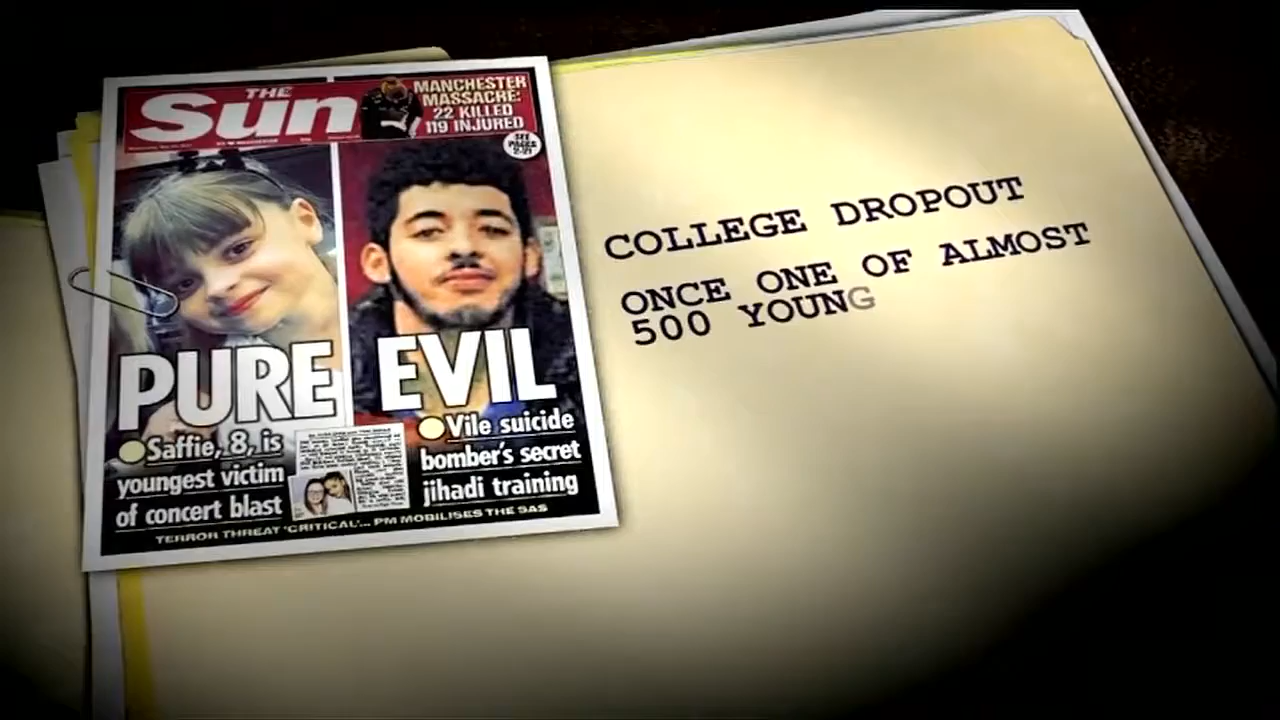 THE
Sun
MANCHESTER
MASSACRE:
22 KILLED
119 INJURED
SEE
PAGES
PURE EVIL
Saffie, 8, is
youngest victim
of concert blast
Vile suicide
bomber's secret
jihadi training
TERROR THREAT 'CRITICAL'... PM MOBILISES THE SAS
COLLEGE DROPOUT
ONCE ONE OF ALMOST
500 YOUNG